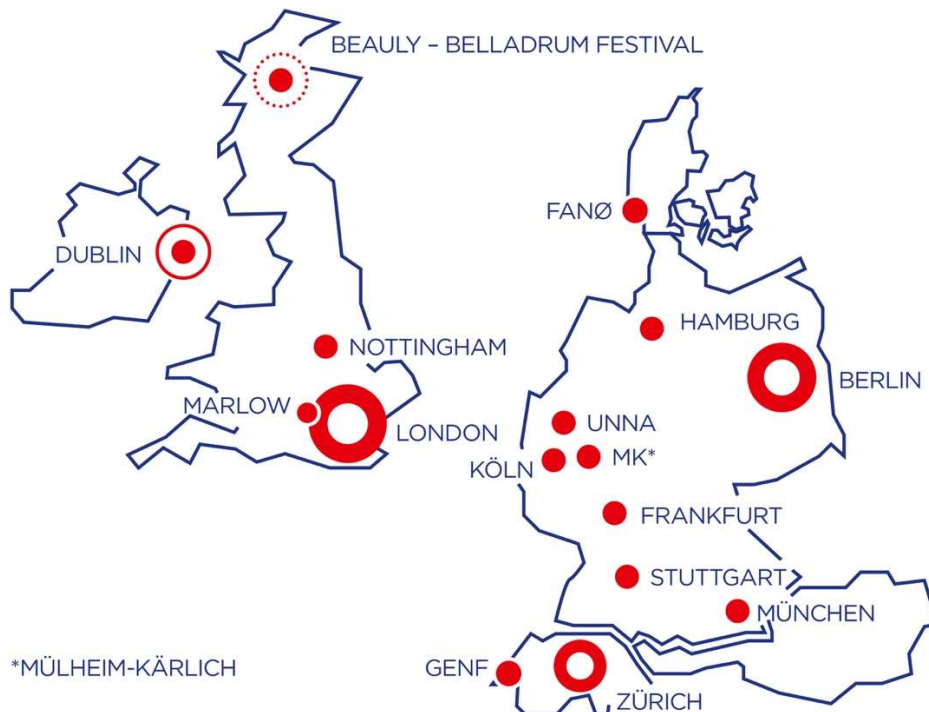 BEAULY – BELLADRUM FESTIVAL
FANØ
DUBLIN
HAMBURG
NOTTINGHAM
BERLIN
MARLOW
LONDON
UNNA
KÖLN
MK*
FRANKFURT
STUTTGART
MÜNCHEN
*MÜLHEIM-KÄRLICH
GENF
ZÜRICH